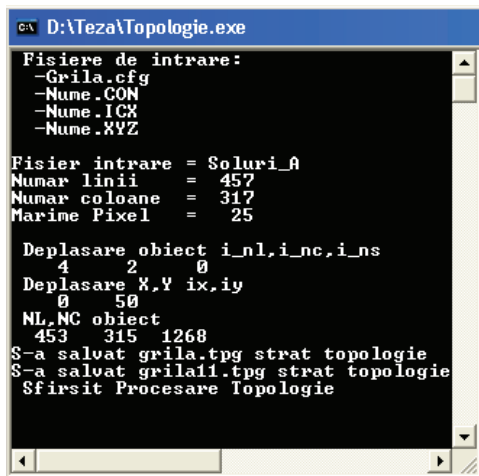 D:\Teza\Topologie.exe
Fisiere de intrare:
-Grila.cfg
-Nume.CON
-Nume.ICX
-Nume.XYZ
Fisier intrare = Soluri_A
Numar linii = 457
Numar coloane = 317
Marime Pixel = 25
Deplasare obiect i_nl,i_nc,i_ns
4 2 0
Deplasare X,Y ix,iy
0 50
NL,NC obiect
453 315 1268
S-a salvat grila.tpg strat topologie
S-a salvat grila11.tpg strat topologie
Sfirsit Procesare Topologie